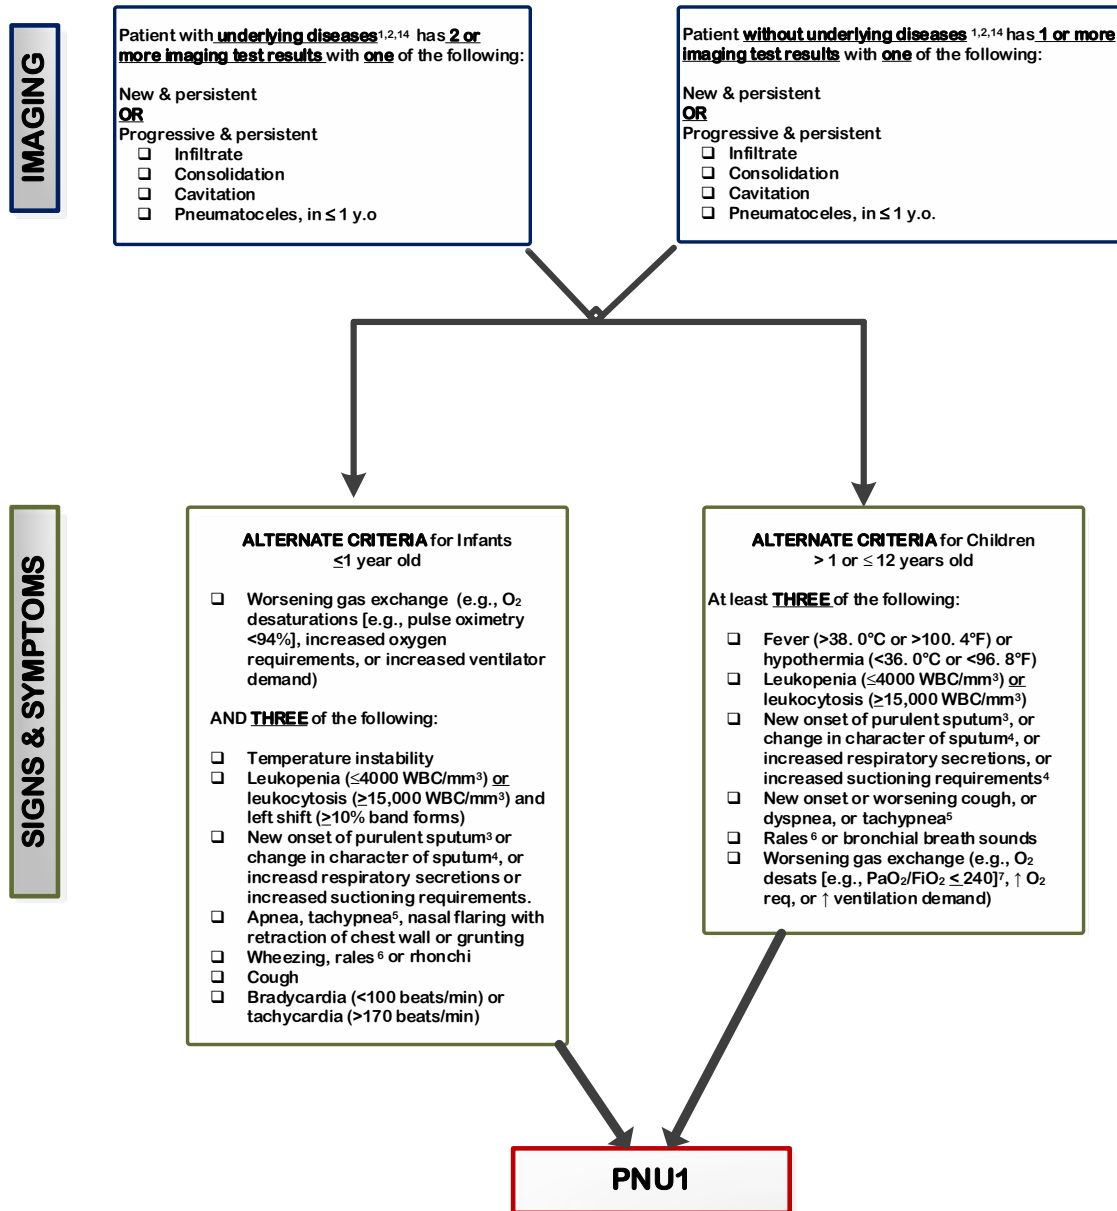 IMAGING
Patient with underlying diseases1,2,14 has 2 or
more imaging test results with one of the following:
New & persistent
OR
Progressive & persistent
❑ Infiltrate
❑ Consolidation
❑ Cavitation
❑ Pneumatoceles, in ≤ 1 y.o
Patient without underlying diseases 1,2,14 has 1 or more
imaging test results with one of the following:
New & persistent
OR
Progressive & persistent
❑ Infiltrate
❑ Consolidation
❑ Cavitation
❑ Pneumatoceles, in ≤ 1 y.o.
SIGNS & SYMPTOMS
ALTERNATE CRITERIA for Infants
≤1 year old
❑ Worsening gas exchange (e.g., O2
desaturations [e.g., pulse oximetry
<94%], increased oxygen
requirements, or increased ventilator
demand)
AND THREE of the following:
❑ Temperature instability
❑ Leukopenia (≤4000 WBC/mm3) or
leukocytosis (≥15,000 WBC/mm3) and
left shift (≥10% band forms)
❑ New onset of purulent sputum3 or
change in character of sputum4, or
increasd respiratory secretions or
increased suctioning requirements.
❑ Apnea, tachypnea5, nasal flaring with
retraction of chest wall or grunting
❑ Wheezing, rales 6 or rhonchi
❑ Cough
❑ Bradycardia (<100 beats/min) or
tachycardia (>170 beats/min)
ALTERNATE CRITERIA for Children
> 1 or ≤ 12 years old
At least THREE of the following:
❑ Fever (>38. 0°C or >100. 4°F) or
hypothermia (<36. 0°C or <96. 8°F)
❑ Leukopenia (≤4000 WBC/mm3) or
leukocytosis (≥15,000 WBC/mm3)
❑ New onset of purulent sputum3, or
change in character of sputum4, or
increased respiratory secretions, or
increased suctioning requirements4
❑ New onset or worsening cough, or
dyspnea, or tachypnea5
❑ Rales 6 or bronchial breath sounds
❑ Worsening gas exchange (e.g., O2
desats [e.g., PaO2/FiO2 ≤ 240]7, ↑ O2
req, or ↑ ventilation demand)
PNU1